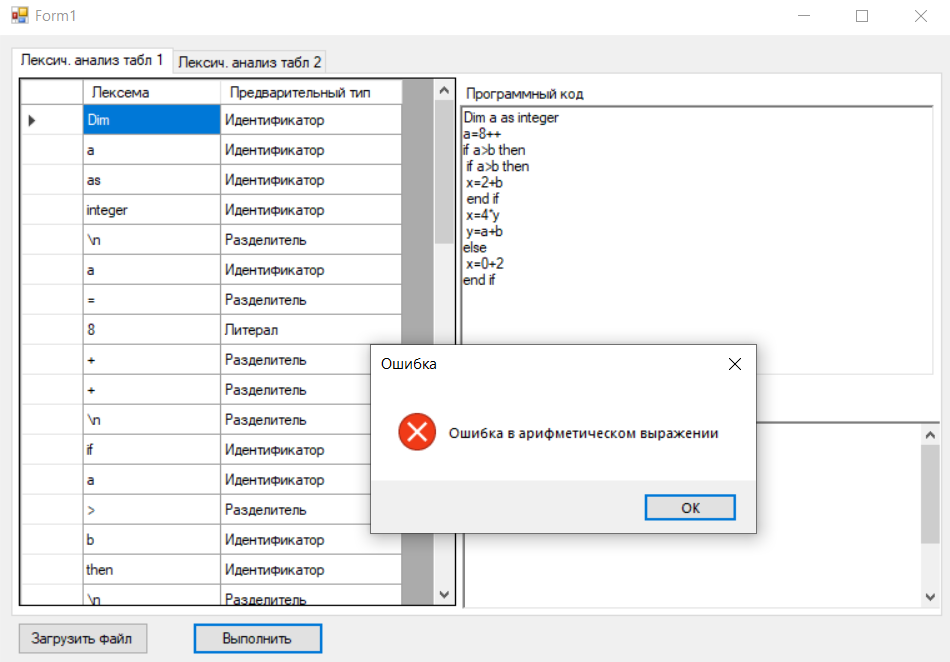 Form1
Лексич. анализ табл 1
Лексич. анализ табл 2
Лексема Предварительный тип
Dim Идентификатор
a Идентификатор
as Идентификатор
integer Идентификатор
\n Разделитель
a Идентификатор
= Разделитель
8 Литерал
+ Разделитель
+ Разделитель
\n Разделитель
if Идентификатор
a Идентификатор
> Разделитель
b Идентификатор
then Идентификатор
\n Разделитель
Программный код
Dim a as integer
a=8++
if a>b then
if a>b then
x=2+b
end if
x=4*y
y=a+b
else
x=0+2
end if
Ошибка
Ошибка в арифметическом выражении
OK
Загрузить файл
Выполнить